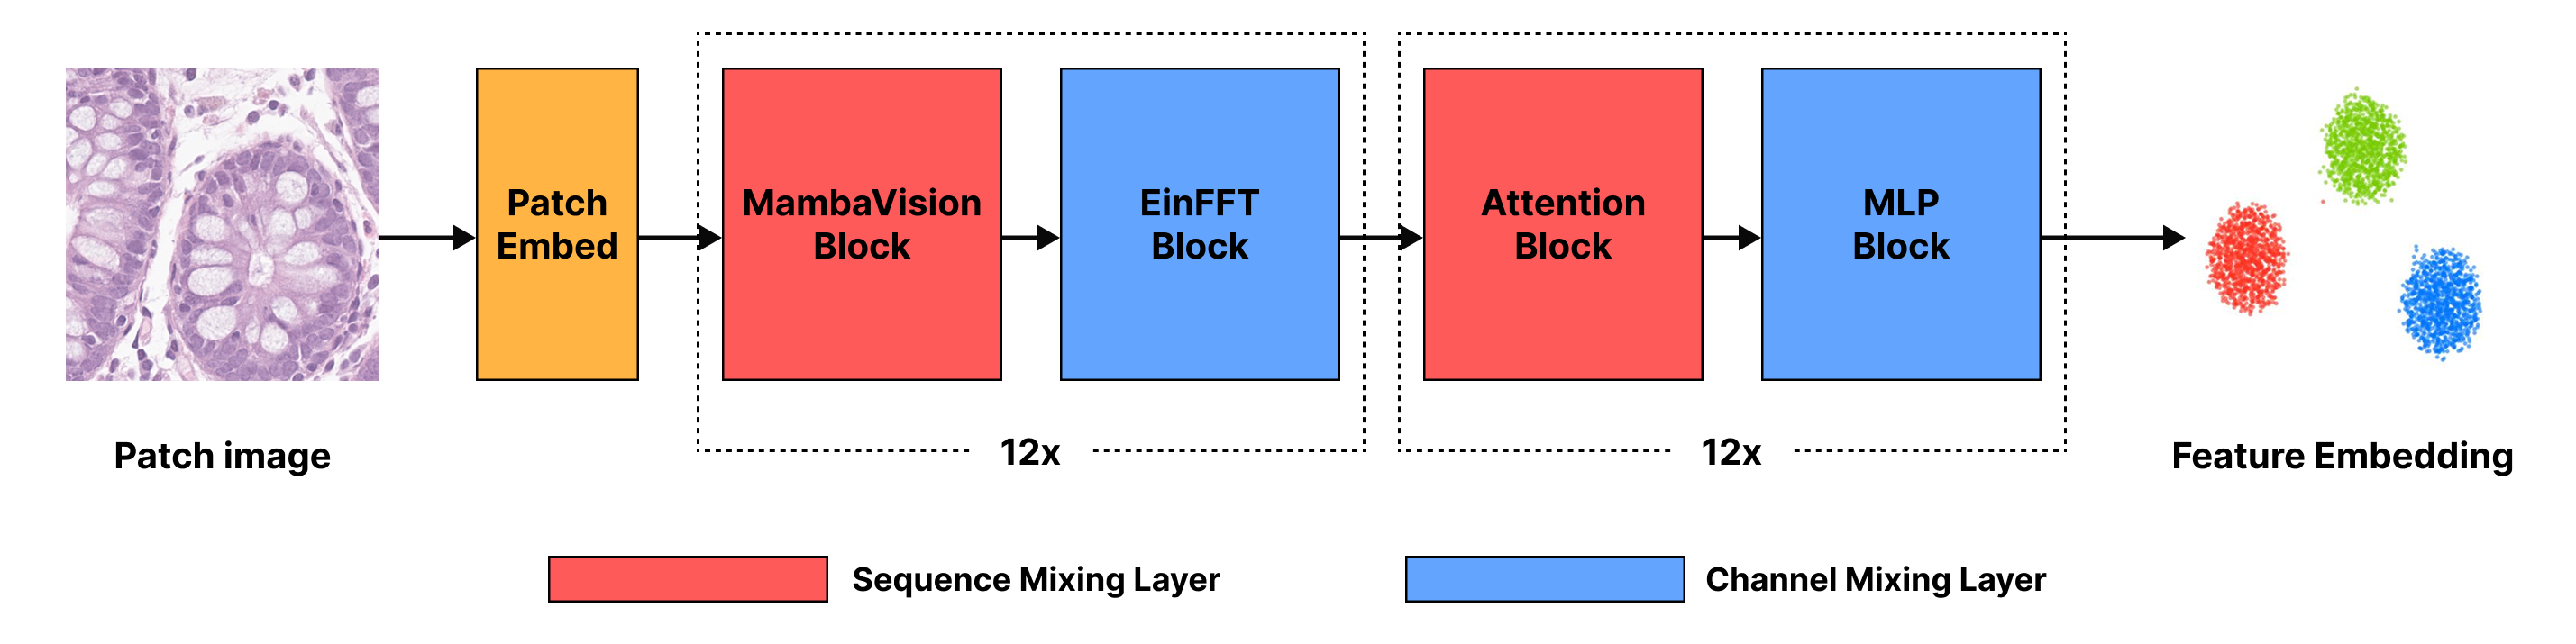 Patch
Embed
MambaVision
Block
EinFFT
Block
Attention
Block
MLP
Block
12x
12x
Patch image
Feature Embedding
Sequence Mixing Layer
Channel Mixing Layer